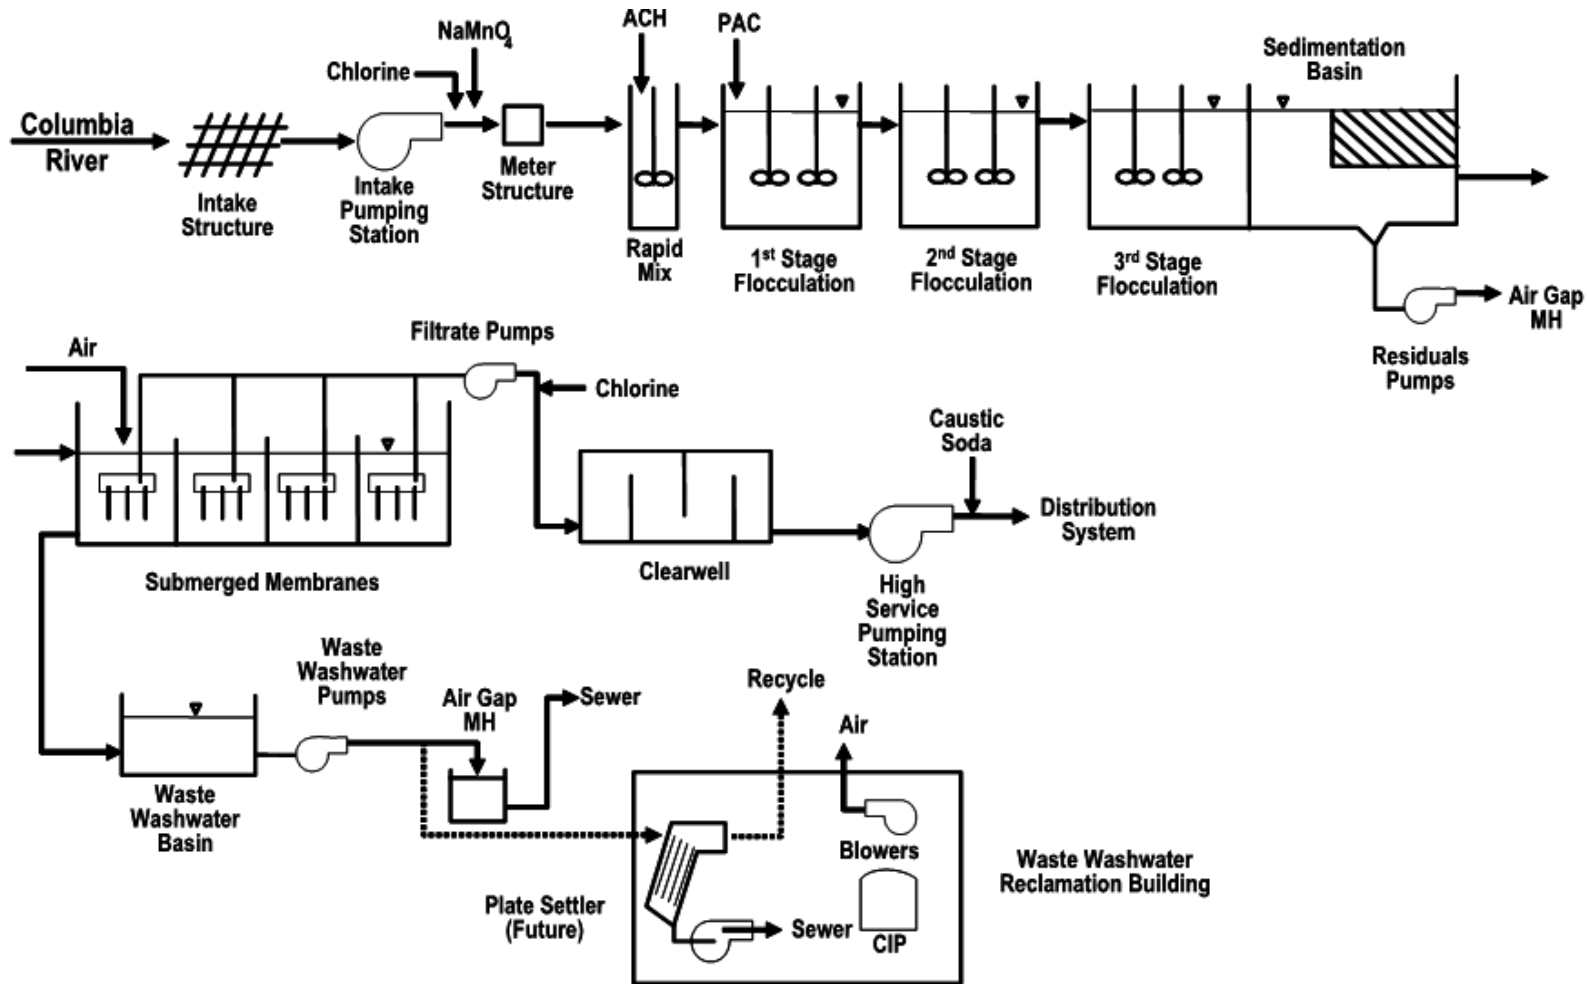 NaMnO4
ACH
PAC
Chlorine
Sedimentation
Basin
Columbia
River
Intake
Structure
Intake
Pumping
Station
Meter
Structure
Rapid
Mix
1st Stage
Flocculation
2nd Stage
Flocculation
3rd Stage
Flocculation
Air Gap
MH
Residuals
Pumps
Air
Filtrate Pumps
Chlorine
Caustic
Soda
Distribution
System
Submerged Membranes
Clearwell
High
Service
Pumping
Station
Waste
Washwater
Pumps
Air Gap
MH
Sewer
Recycle
Air
Waste
Washwater
Basin
Blowers
Waste Washwater
Reclamation Building
Plate Settler
(Future)
Sewer
CIP